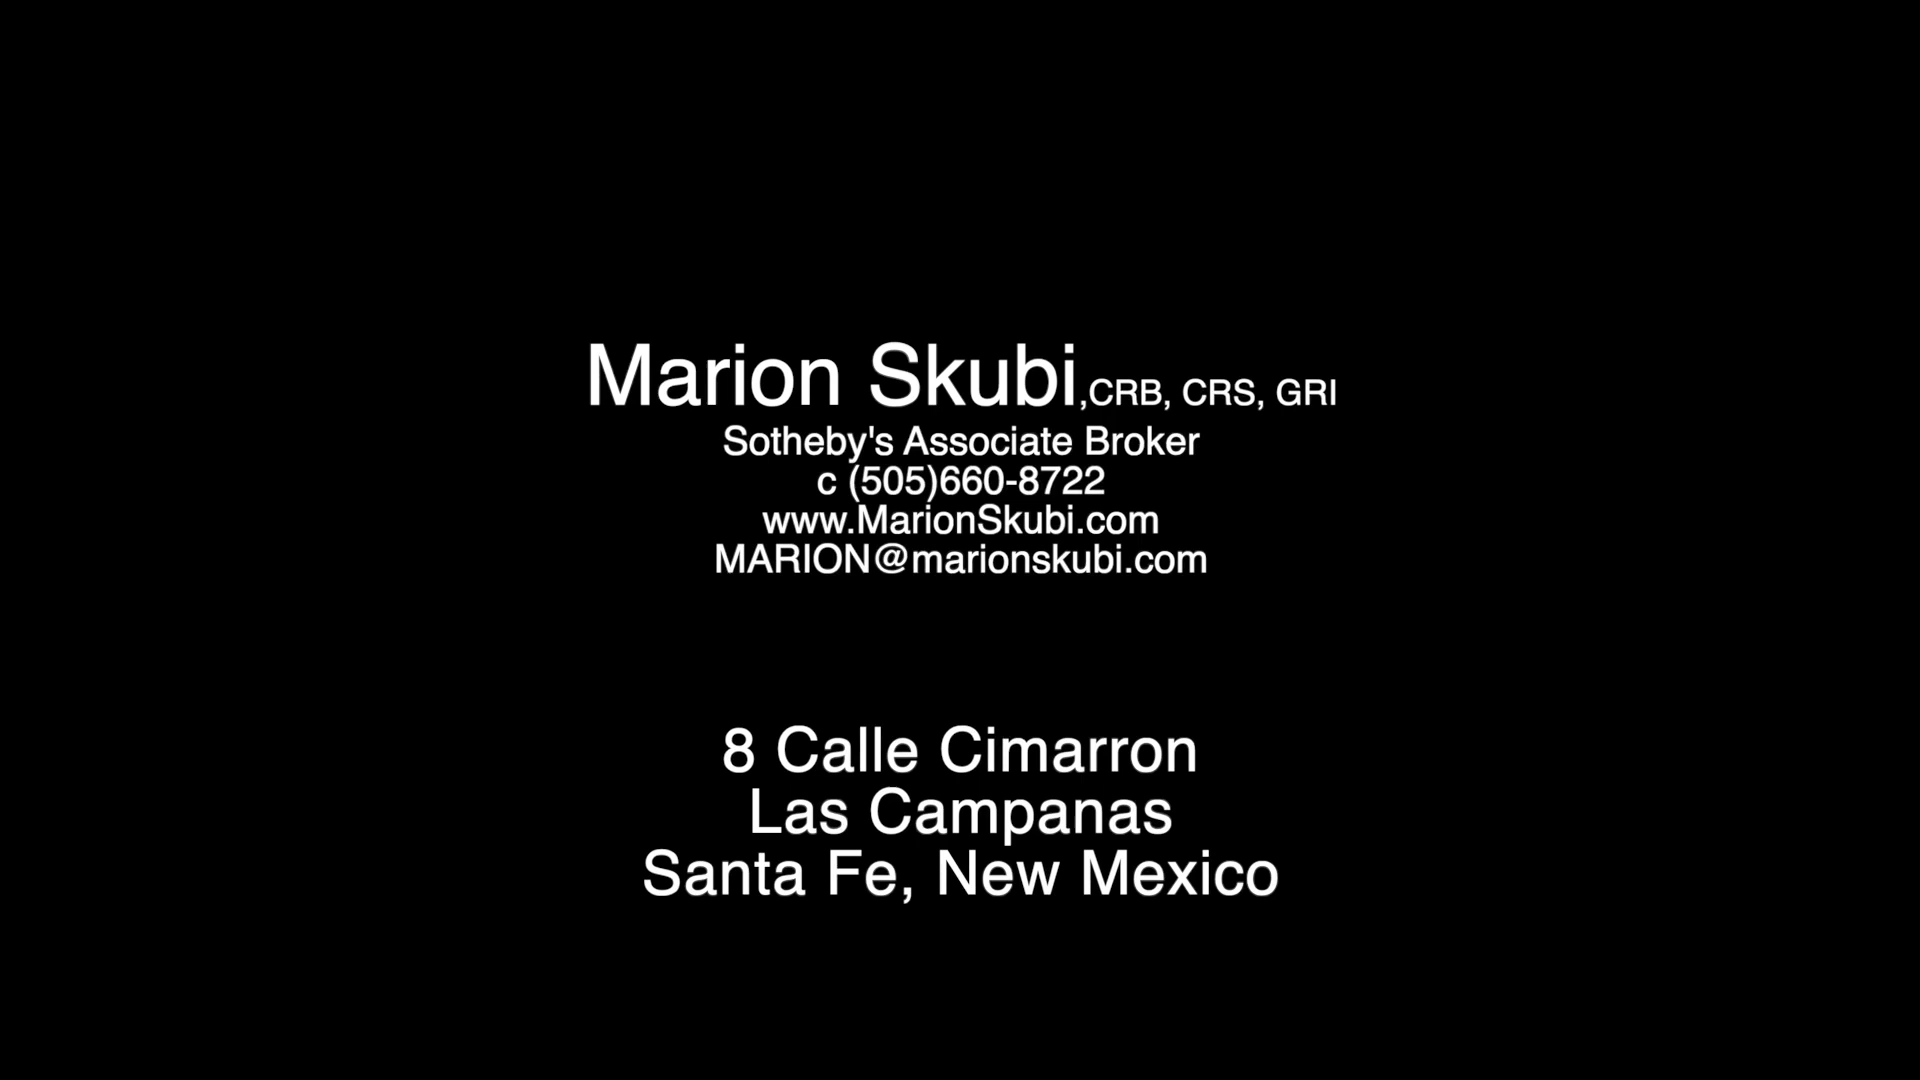 Marion Skubi,CRB, CRS, GRI
Sotheby's Associate Broker
c (505)660-8722
www.MarionSkubi.com
MARION@marionskubi.com
8 Calle Cimarron
Las Campanas
Santa Fe, New Mexico